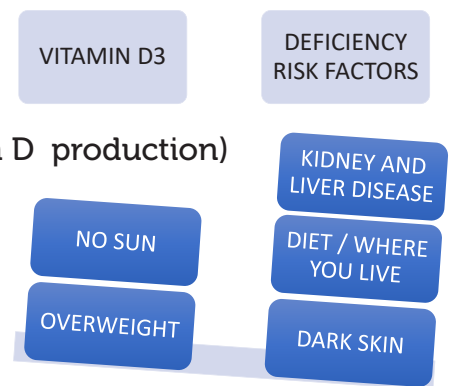 VITAMIN D3
DEFICIENCY
RISK FACTORS
D production)
KIDNEY AND
LIVER DISEASE
NO SUN
DIET / WHERE
YOU LIVE
OVERWEIGHT
DARK SKIN